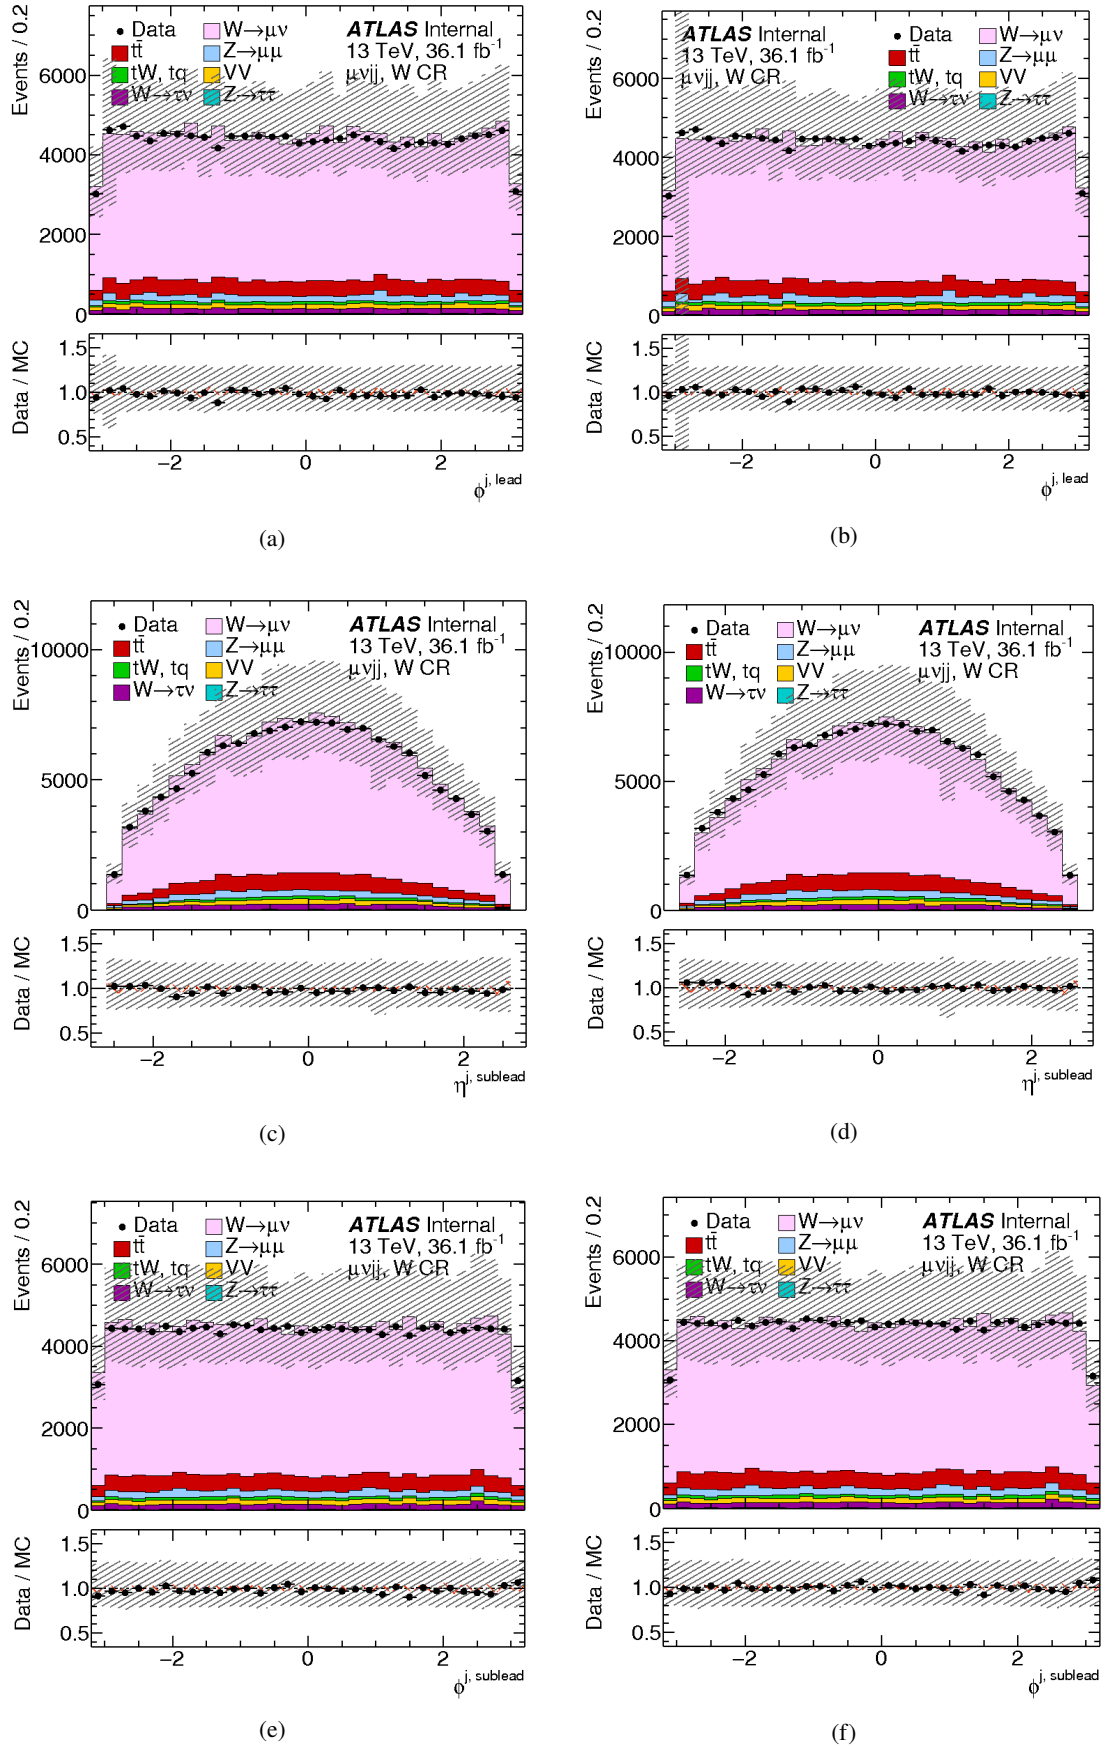 Events / 0.2
Data
tt̄
tW, tq
W→τν
W→μν
Z→μμ
VV
Z→ττ
ATLAS Internal
13 TeV, 36.1 fb⁻¹
μνjj, W CR
6000
4000
2000
0
Data / MC
1.5
1.0
0.5
−2 0 2
ϕ^j, lead
(a)
Events / 0.2
ATLAS Internal
13 TeV, 36.1 fb
μνjj, W CR
Data
tt̄
tW, tq
W→τν
W→μν
Z→μμ
VV
Z→ττ
6000
4000
2000
0
Data / MC
1.5
1.0
0.5
−2 0 2
ϕ^j, lead
(b)
Events / 0.2
Data
tt̄
tW, tq
W→τν
W→μν
Z→μμ
VV
Z→ττ
ATLAS Internal
13 TeV, 36.1 fb⁻¹
μνjj, W CR
10000
5000
0
Data / MC
1.5
1.0
0.5
−2 0 2
η^j, sublead
(c)
Events / 0.2
Data
tt̄
tW, tq
W→τν
W→μν
Z→μμ
VV
Z→ττ
ATLAS Internal
13 TeV, 36.1 fb⁻¹
μνjj, W CR
10000
5000
0
Data / MC
1.5
1.0
0.5
−2 0 2
η^j, sublead
(d)
Events / 0.2
Data
tt̄
tW, tq
W→τν
W→μν
Z→μμ
VV
Z→ττ
ATLAS Internal
13 TeV, 36.1 fb⁻¹
μνjj, W CR
6000
4000
2000
0
Data / MC
1.5
1.0
0.5
−2 0 2
ϕ^j, sublead
(e)
Events / 0.2
Data
tt̄
tW, tq
W→τν
W→μν
Z→μμ
VV
Z→ττ
ATLAS Internal
13 TeV, 36.1 fb⁻¹
μνjj, W CR
6000
4000
2000
0
Data / MC
1.5
1.0
0.5
−2 0 2
ϕ^j, sublead
(f)